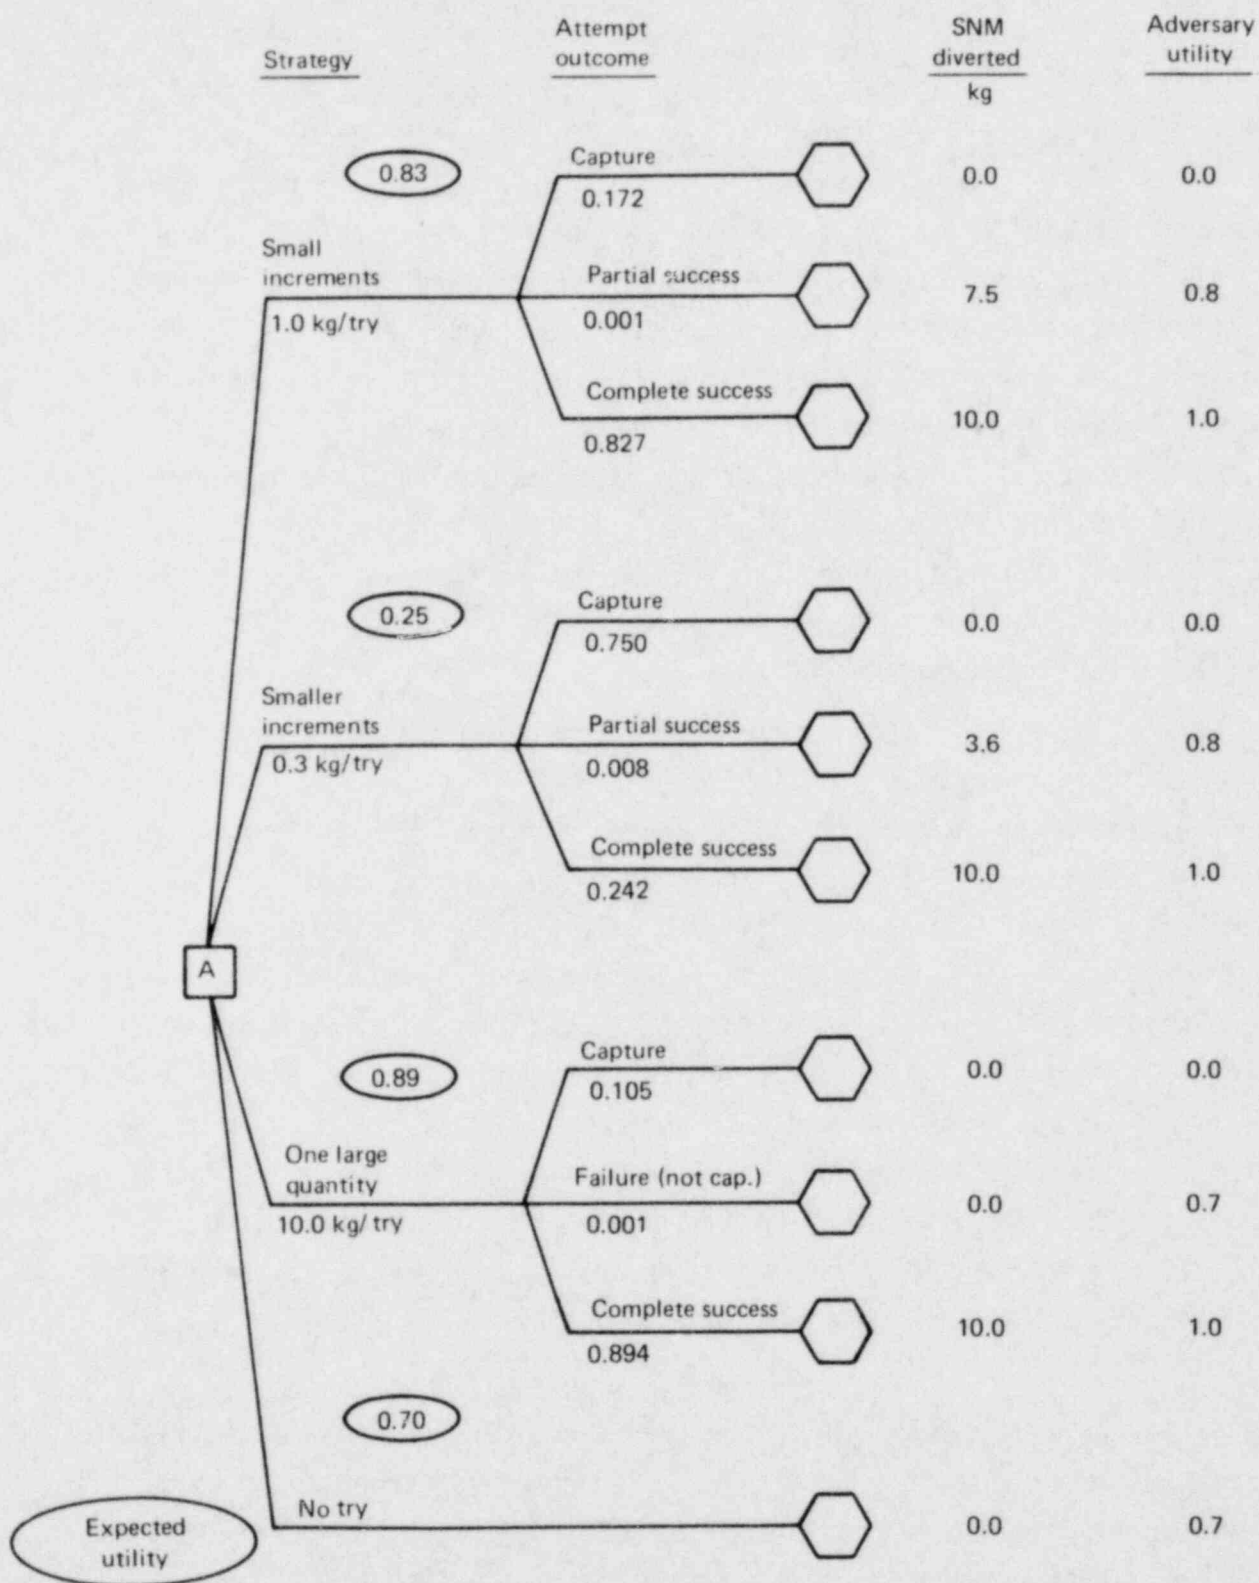 Strategy
Attempt
outcome
SNM
diverted
kg
Adversary
utility
0.83
Capture
0.172
0.0
0.0
Small
increments
1.0 kg/try
Partial success
0.001
7.5
0.8
Complete success
0.827
10.0
1.0
0.25
Capture
0.750
0.0
0.0
Smaller
increments
0.3 kg/try
Partial success
0.008
3.6
0.8
Complete success
0.242
10.0
1.0
A
0.89
Capture
0.105
0.0
0.0
One large
quantity
10.0 kg/ try
Failure (not cap.)
0.001
0.0
0.7
Complete success
0.894
10.0
1.0
0.70
No try
0.0
0.7
Expected
utility